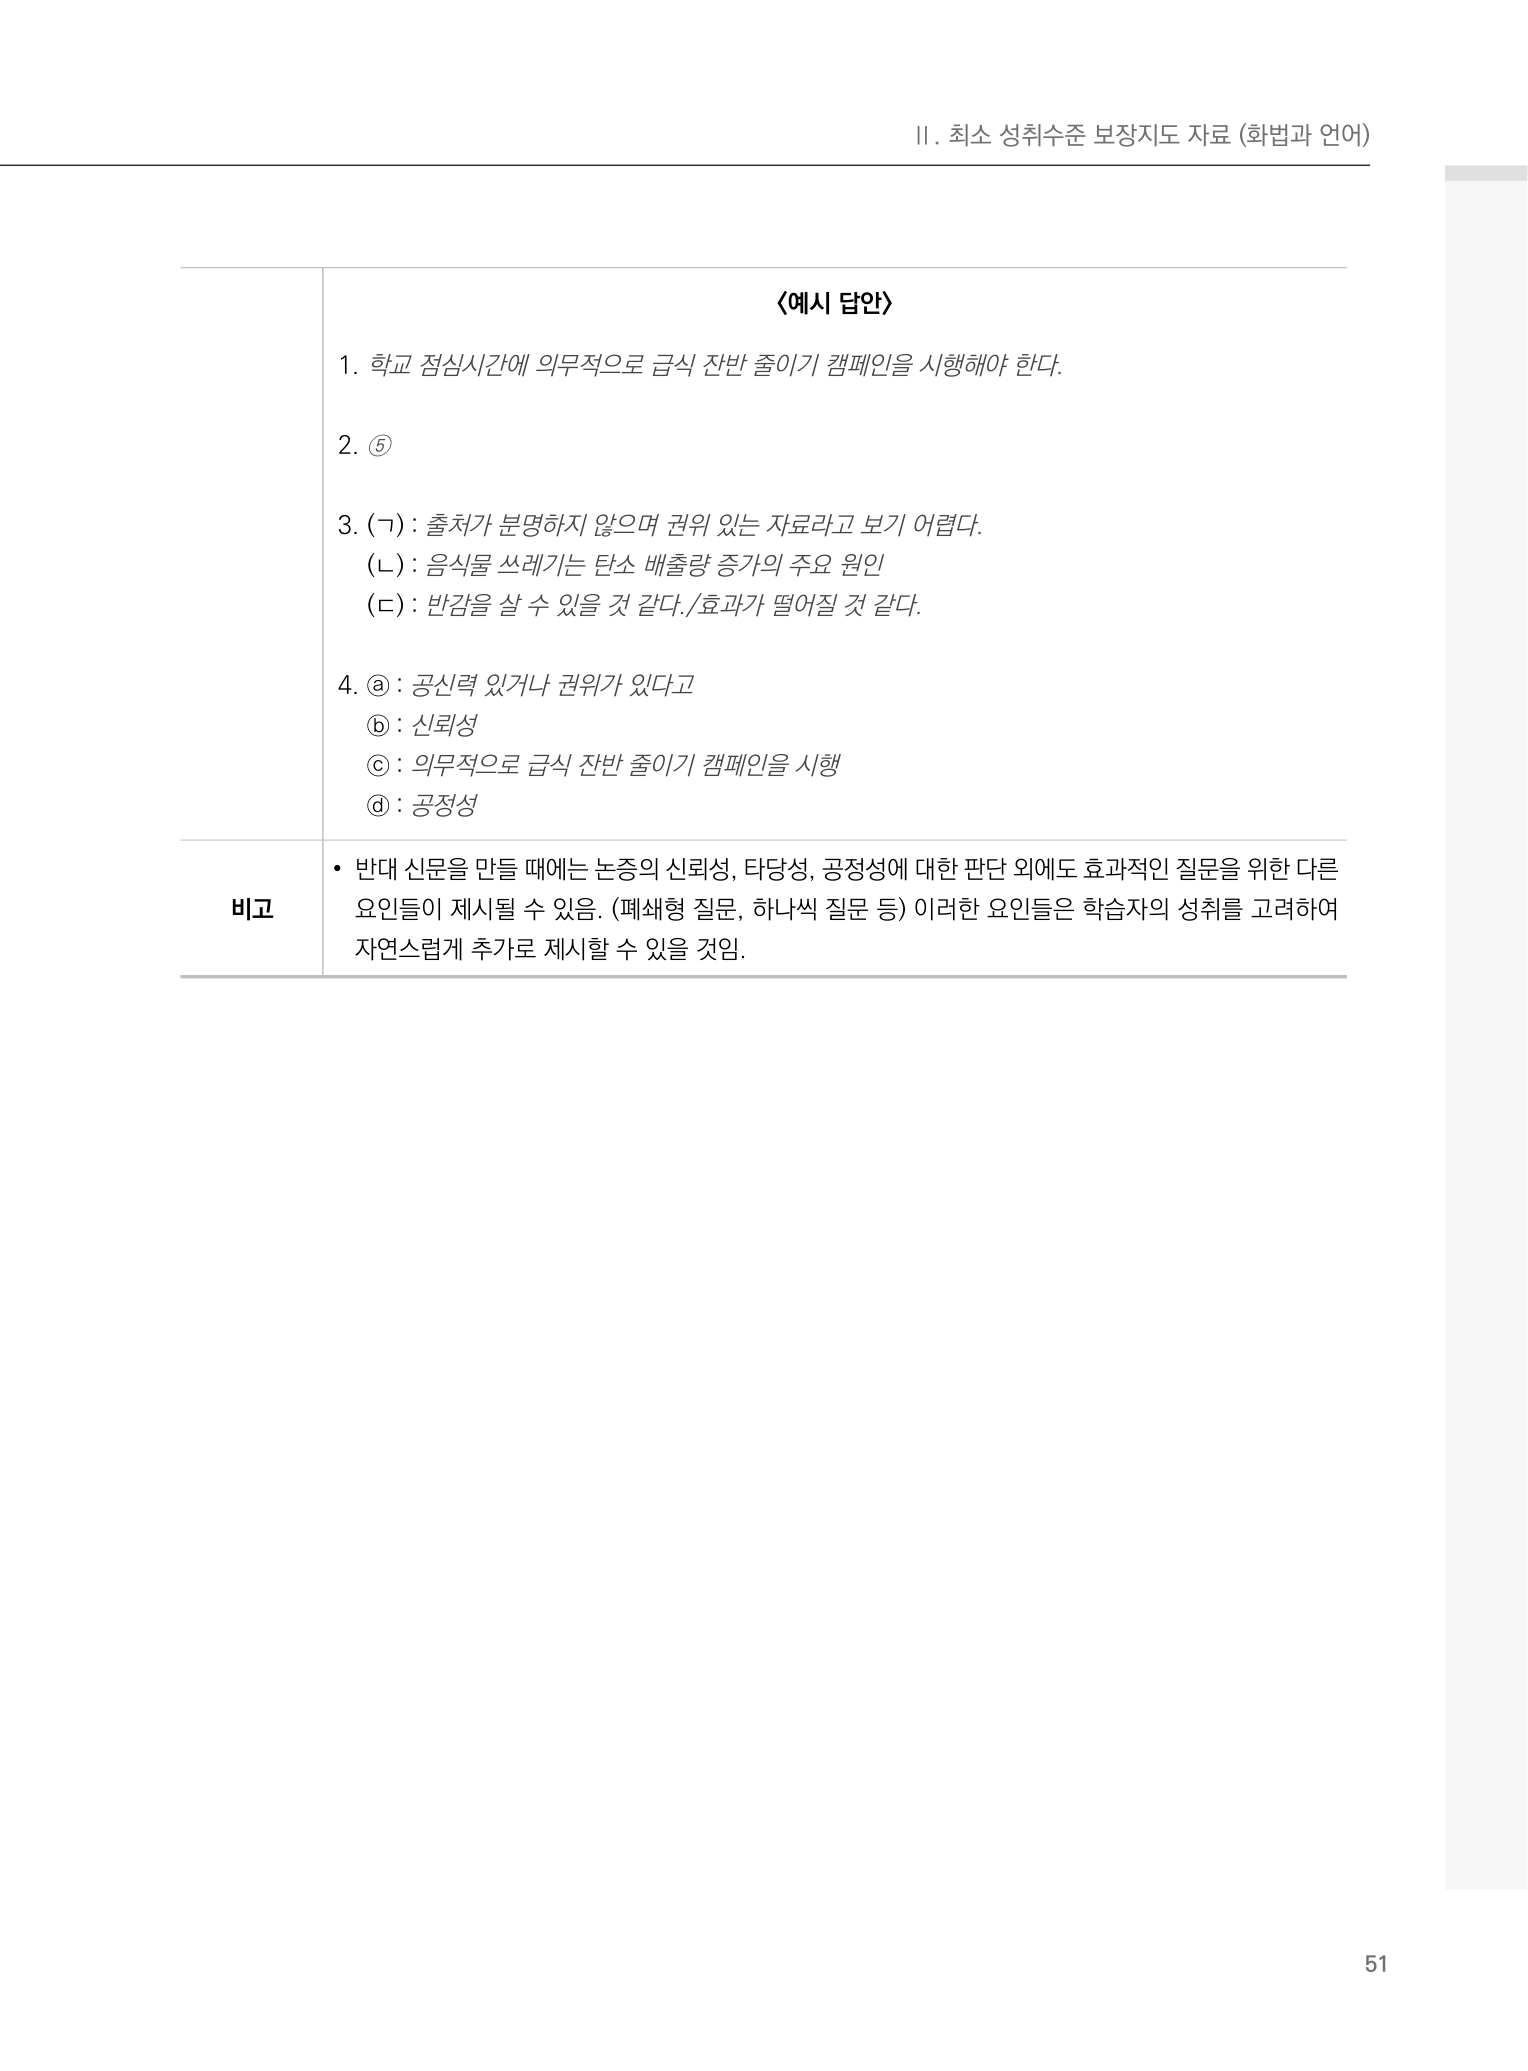 Ⅱ. 최소 성취수준 보장지도 자료 (화법과 언어)
〈예시 답안〉
1. 학교 점심시간에 의무적으로 급식 잔반 줄이기 캠페인을 시행해야 한다.
2. ⑤
3. (ㄱ) : 출처가 분명하지 않으며 권위 있는 자료라고 보기 어렵다.
(ㄴ) : 음식물 쓰레기는 탄소 배출량 증가의 주요 원인
(ㄷ) : 반감을 살 수 있을 것 같다./효과가 떨어질 것 같다.
4. ⓐ : 공신력 있거나 권위가 있다고
ⓑ : 신뢰성
ⓒ : 의무적으로 급식 잔반 줄이기 캠페인을 시행
ⓓ : 공정성
비고
• 반대 신문을 만들 때에는 논증의 신뢰성, 타당성, 공정성에 대한 판단 외에도 효과적인 질문을 위한 다른
요인들이 제시될 수 있음. (폐쇄형 질문, 하나씩 질문 등) 이러한 요인들은 학습자의 성취를 고려하여
자연스럽게 추가로 제시할 수 있을 것임.
51